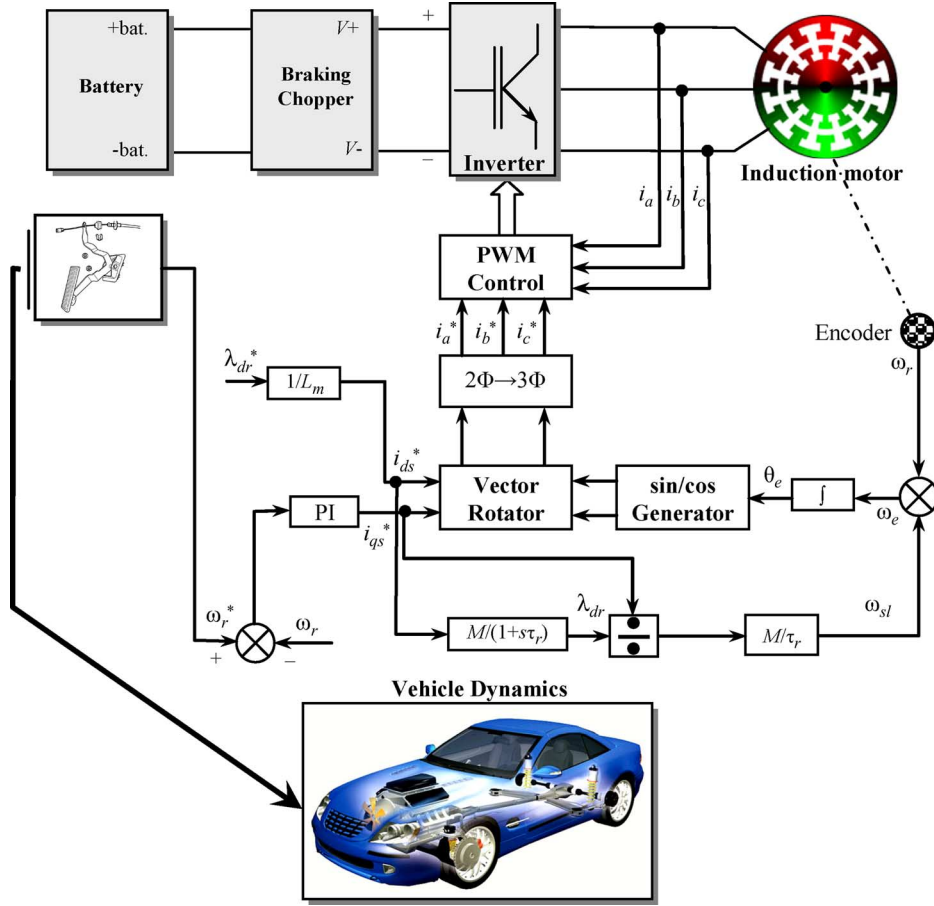 +bat.
V+
+
Battery
Braking
Chopper
-bat.
V-
−
Inverter
Induction motor
i_a
i_b
i_c
PWM
Control
i_a*
i_b*
i_c*
Encoder
ω_r
λ_dr*
1/L_m
2Φ→3Φ
i_ds*
Vector
Rotator
sin/cos
Generator
θ_e
∫
ω_e
PI
i_qs*
ω_r*
+
ω_r
−
M/(1+sτ_r)
λ_dr
M/τ_r
ω_sl
Vehicle Dynamics